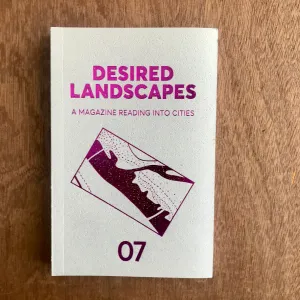 DESIRED
LANDSCAPES
A MAGAZINE READING INTO CITIES
07